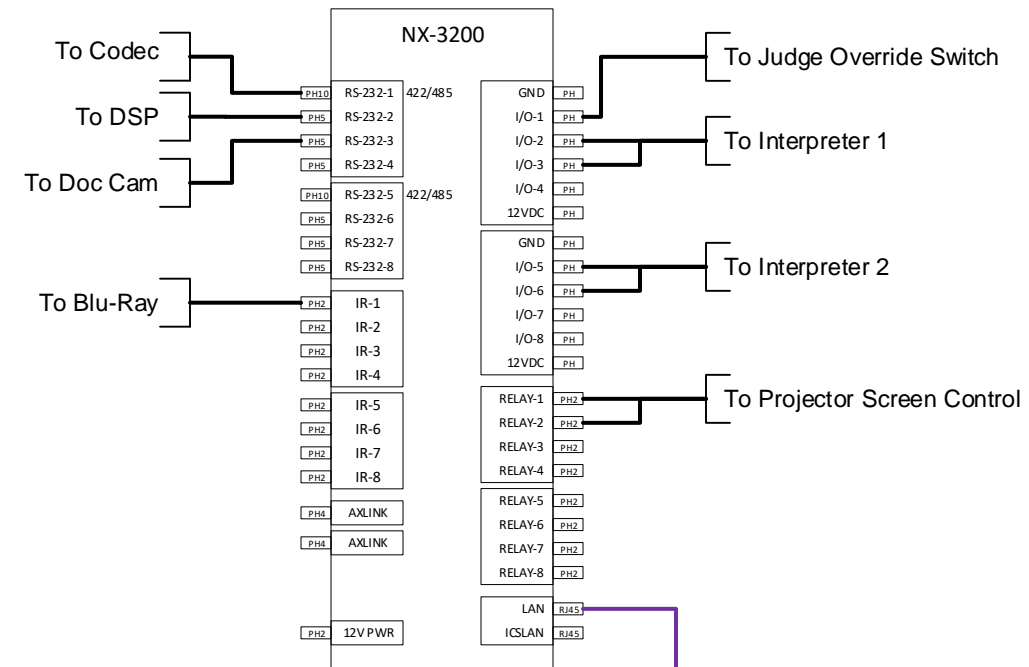 NX-3200
To Codec
To DSP
To Doc Cam
To Blu-Ray
PH10 RS-232-1 422/485
PH5 RS-232-2
PH5 RS-232-3
PH5 RS-232-4
PH10 RS-232-5 422/485
PH5 RS-232-6
PH5 RS-232-7
PH5 RS-232-8
PH2 IR-1
PH2 IR-2
PH2 IR-3
PH2 IR-4
PH2 IR-5
PH2 IR-6
PH2 IR-7
PH2 IR-8
PH4 AXLINK
PH4 AXLINK
PH2 12V PWR
GND PH
I/O-1 PH
I/O-2 PH
I/O-3 PH
I/O-4 PH
12VDC PH
GND PH
I/O-5 PH
I/O-6 PH
I/O-7 PH
I/O-8 PH
12VDC PH
RELAY-1 PH2
RELAY-2 PH2
RELAY-3 PH2
RELAY-4 PH2
RELAY-5 PH2
RELAY-6 PH2
RELAY-7 PH2
RELAY-8 PH2
LAN RJ45
ICSLAN RJ45
To Judge Override Switch
To Interpreter 1
To Interpreter 2
To Projector Screen Control